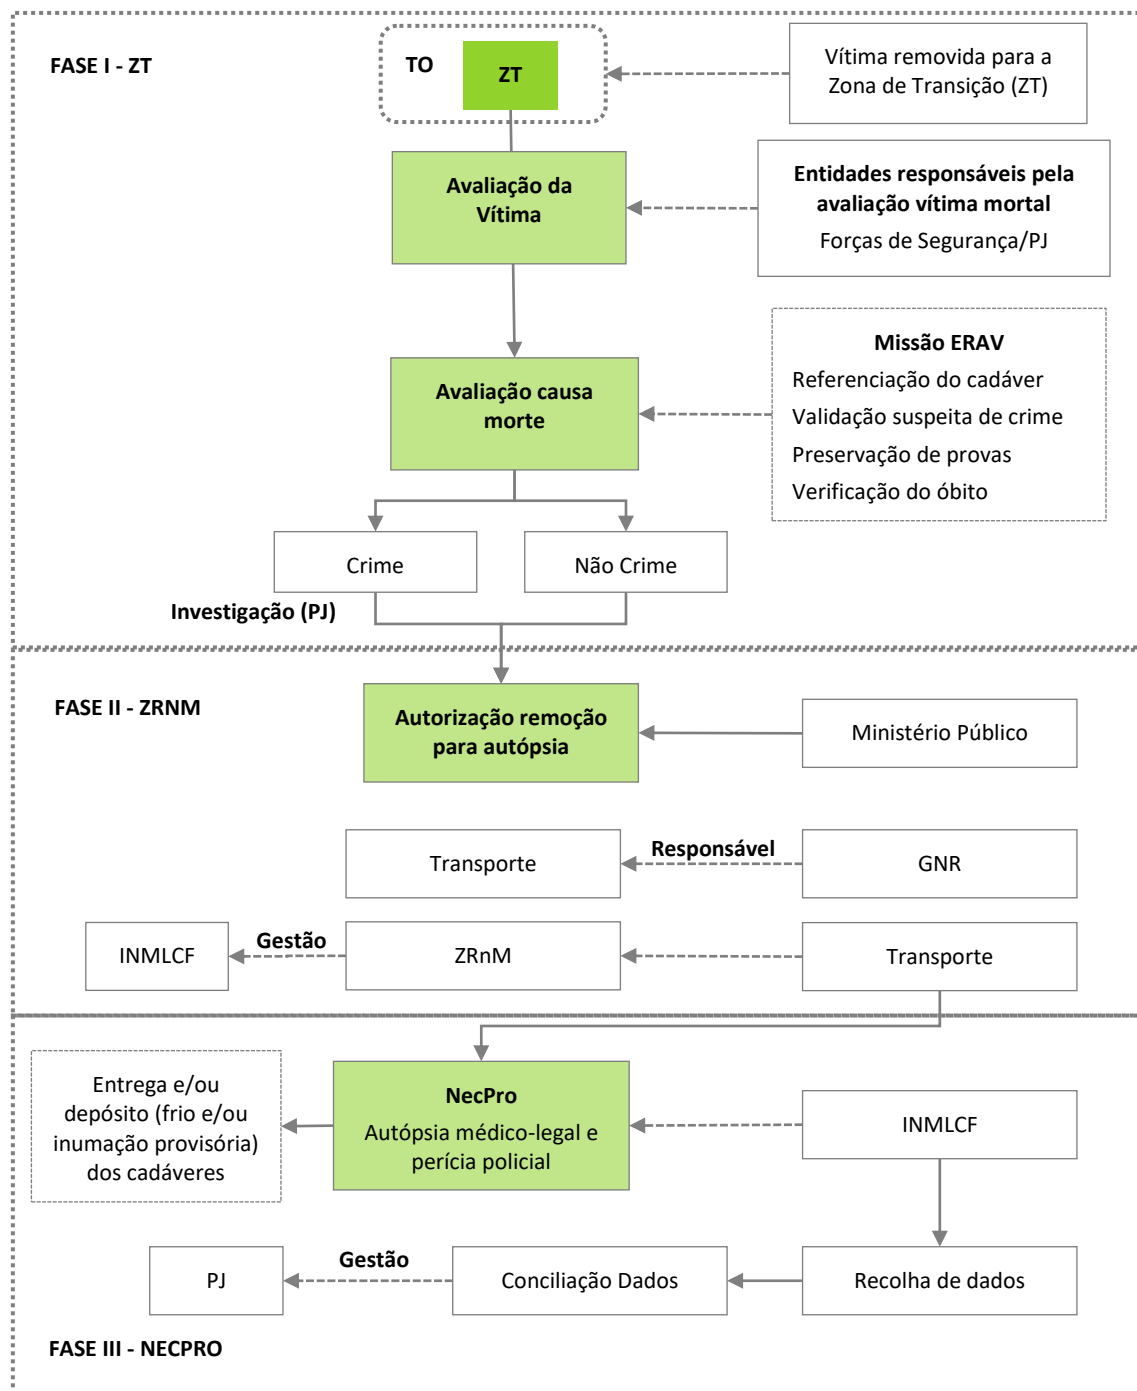 FASE I - ZT
TO
ZT
Vítima removida para a
Zona de Transição (ZT)
Avaliação da
Vítima
Entidades responsáveis pela
avaliação vítima mortal
Forças de Segurança/PJ
Avaliação causa
morte
Missão ERAV
Referenciação do cadáver
Validação suspeita de crime
Preservação de provas
Verificação do óbito
Crime
Não Crime
Investigação (PJ)
FASE II - ZRNM
Autorização remoção
para autópsia
Ministério Público
Transporte
Responsável
GNR
INMLCF
Gestão
ZRnM
Transporte
Entrega e/ou
depósito (frio e/ou
inumação provisória)
dos cadáveres
NecPro
Autópsia médico-legal e
perícia policial
INMLCF
PJ
Gestão
Conciliação Dados
Recolha de dados
FASE III - NECPRO